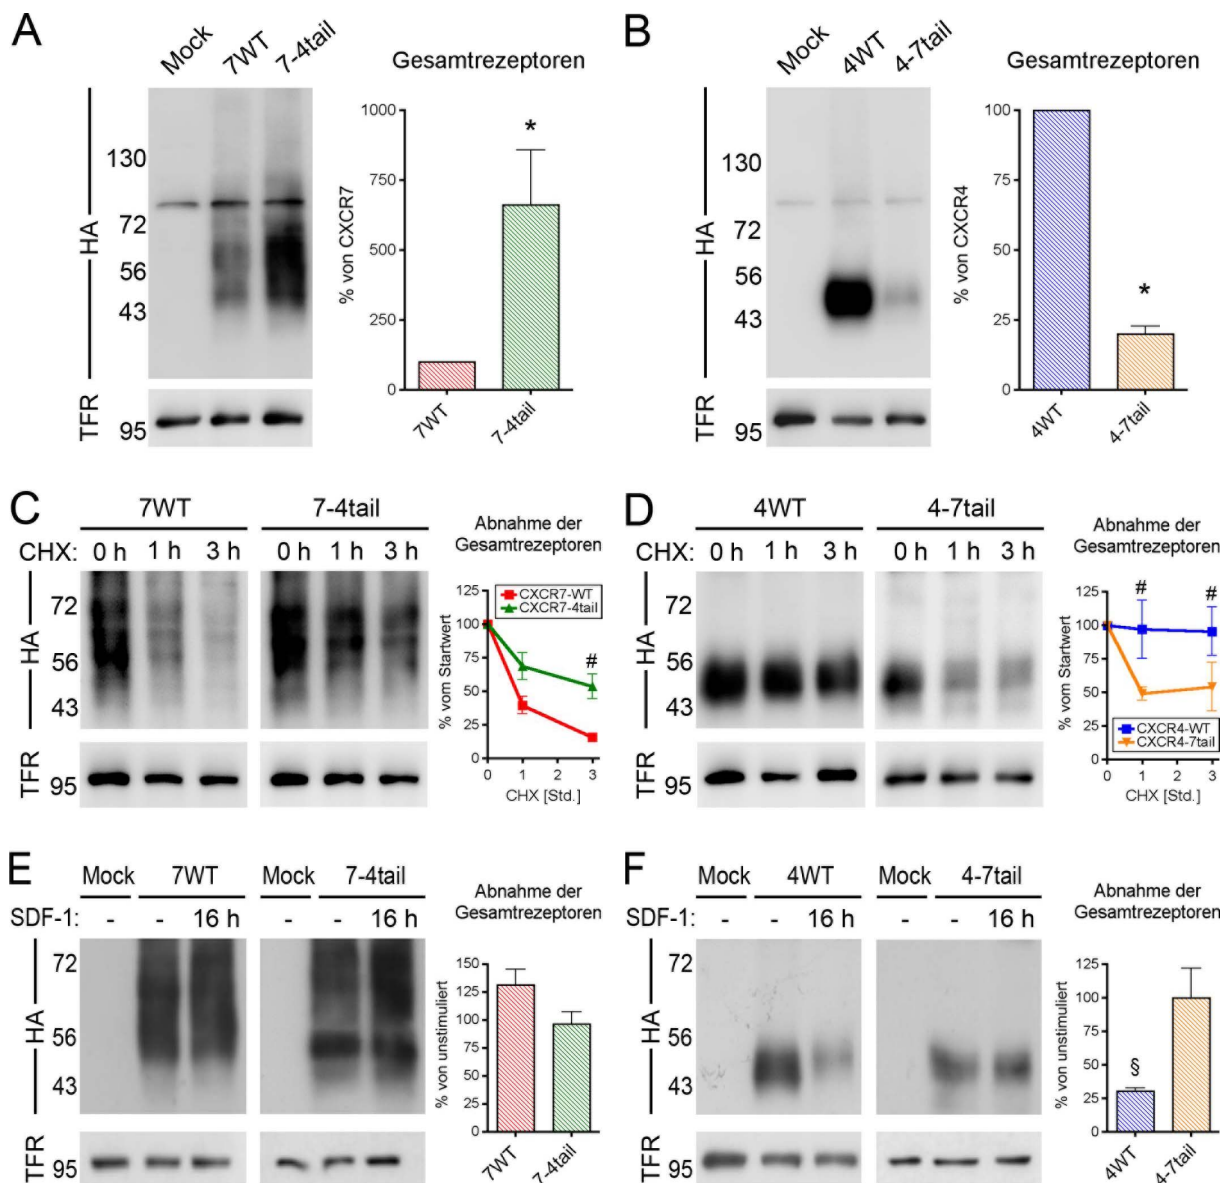 A
Mock 7WT 7-4tail
Gesamtrezeptoren
HA
130
72
56
43
TFR
95
% von CXCR7
1000
750
500
250
0
*
7WT 7-4tail
B
Mock 4WT 4-7tail
Gesamtrezeptoren
HA
130
72
56
43
TFR
95
% von CXCR4
100
75
50
25
0
*
4WT 4-7tail
C
7WT 7-4tail
CHX: 0 h 1 h 3 h 0 h 1 h 3 h
HA
72
56
43
TFR
95
Abnahme der
Gesamtrezeptoren
% vom Startwert
125
100
75
50
25
0
CXCR7-WT
CXCR7-4tail
#
0 1 2 3
CHX [Std.]
D
4WT 4-7tail
CHX: 0 h 1 h 3 h 0 h 1 h 3 h
HA
72
56
43
TFR
95
Abnahme der
Gesamtrezeptoren
% vom Startwert
125
100
75
50
25
0
# #
CXCR4-WT
CXCR4-7tail
0 1 2 3
CHX [Std.]
E
Mock 7WT Mock 7-4tail
SDF-1: - - 16 h - - 16 h
HA
72
56
43
TFR
95
Abnahme der
Gesamtrezeptoren
% von unstimuliert
150
125
100
75
50
25
0
7WT 7-4tail
F
Mock 4WT Mock 4-7tail
SDF-1: - - 16 h - - 16 h
HA
72
56
43
TFR
95
Abnahme der
Gesamtrezeptoren
% von unstimuliert
150
125
100
75
50
25
0
§
4WT 4-7tail